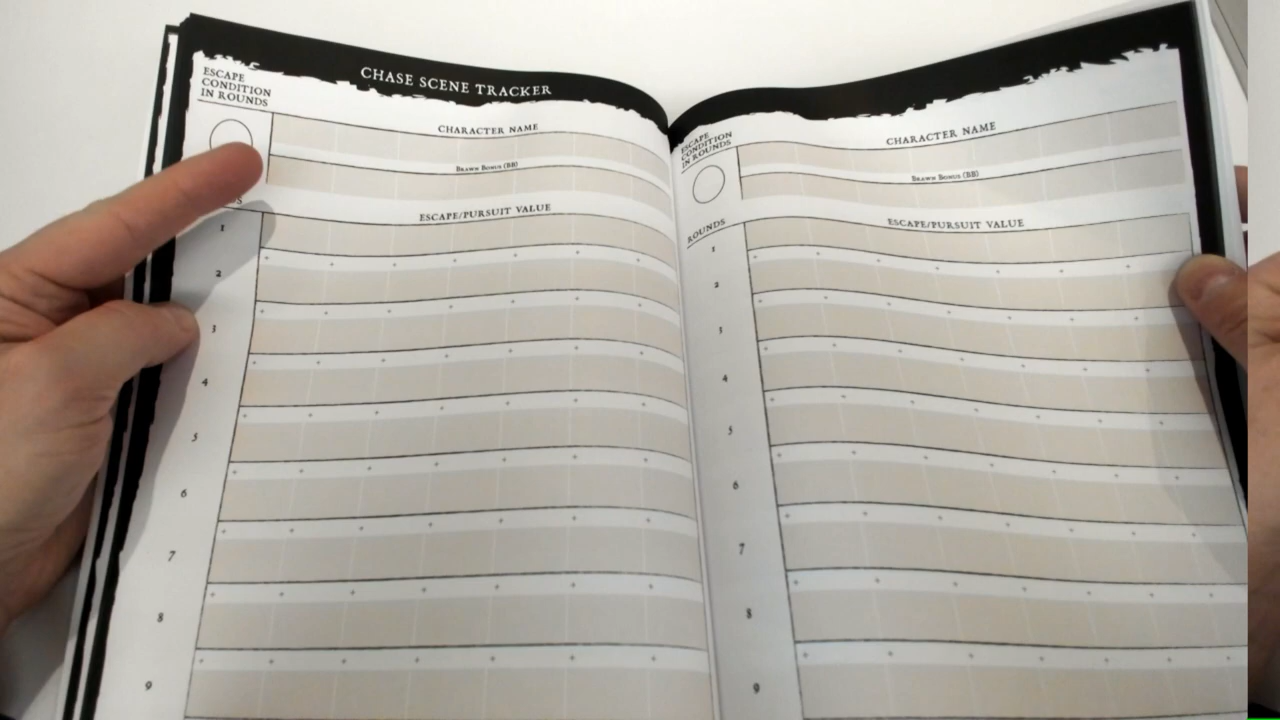 CHASE SCENE TRACKER
ESCAPE
CONDITION
IN ROUNDS
CHARACTER NAME
BRAWN BONUS (BB)
ESCAPE/PURSUIT VALUE
1
2
3
4
5
6
7
8
9
ESCAPE
CONDITION
IN ROUNDS
CHARACTER NAME
BRAWN BONUS (BB)
ROUNDS
ESCAPE/PURSUIT VALUE
1
2
3
4
5
6
7
8
9